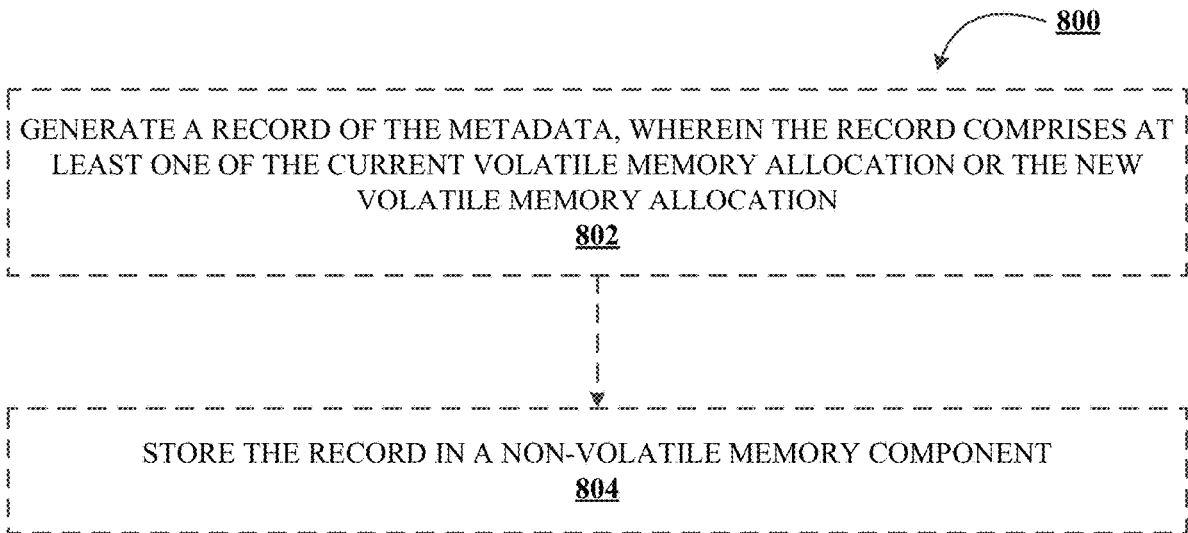 800
GENERATE A RECORD OF THE METADATA, WHEREIN THE RECORD COMPRISES AT
LEAST ONE OF THE CURRENT VOLATILE MEMORY ALLOCATION OR THE NEW
VOLATILE MEMORY ALLOCATION
802
STORE THE RECORD IN A NON-VOLATILE MEMORY COMPONENT
804